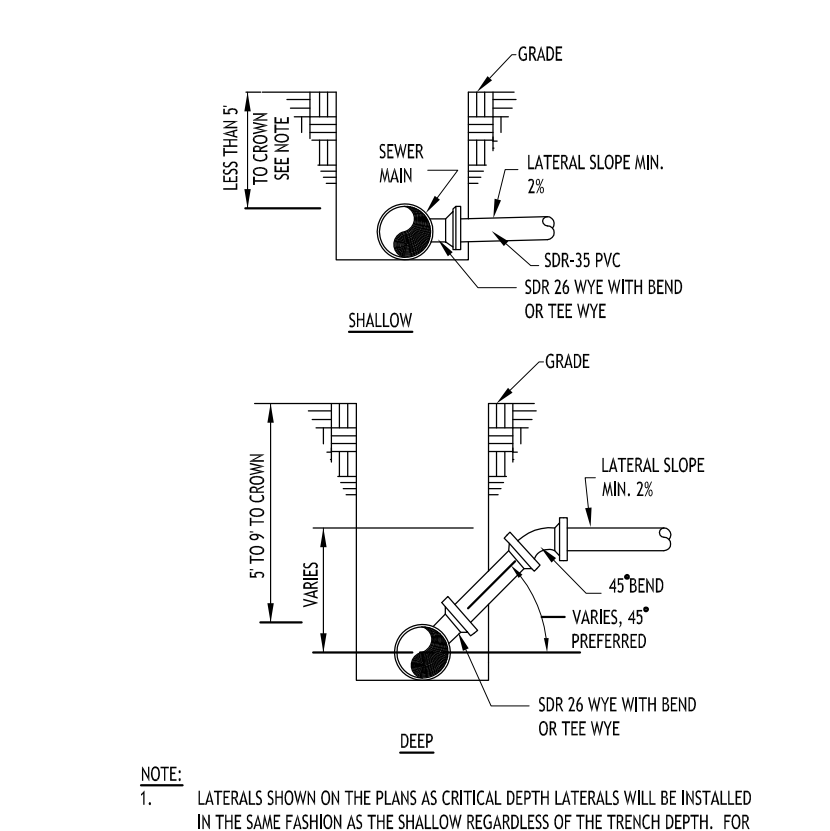 GRADE
LESS THAN 5'
TO CROWN
SEE NOTE
SEWER
MAIN
LATERAL SLOPE MIN.
2%
SDR-35 PVC
SDR 26 WYE WITH BEND
OR TEE WYE
SHALLOW
GRADE
5' TO 9' TO CROWN
VARIES
LATERAL SLOPE
MIN. 2%
45° BEND
VARIES, 45°
PREFERRED
SDR 26 WYE WITH BEND
OR TEE WYE
DEEP
NOTE:
1. LATERALS SHOWN ON THE PLANS AS CRITICAL DEPTH LATERALS WILL BE INSTALLED
IN THE SAME FASHION AS THE SHALLOW REGARDLESS OF THE TRENCH DEPTH. FOR